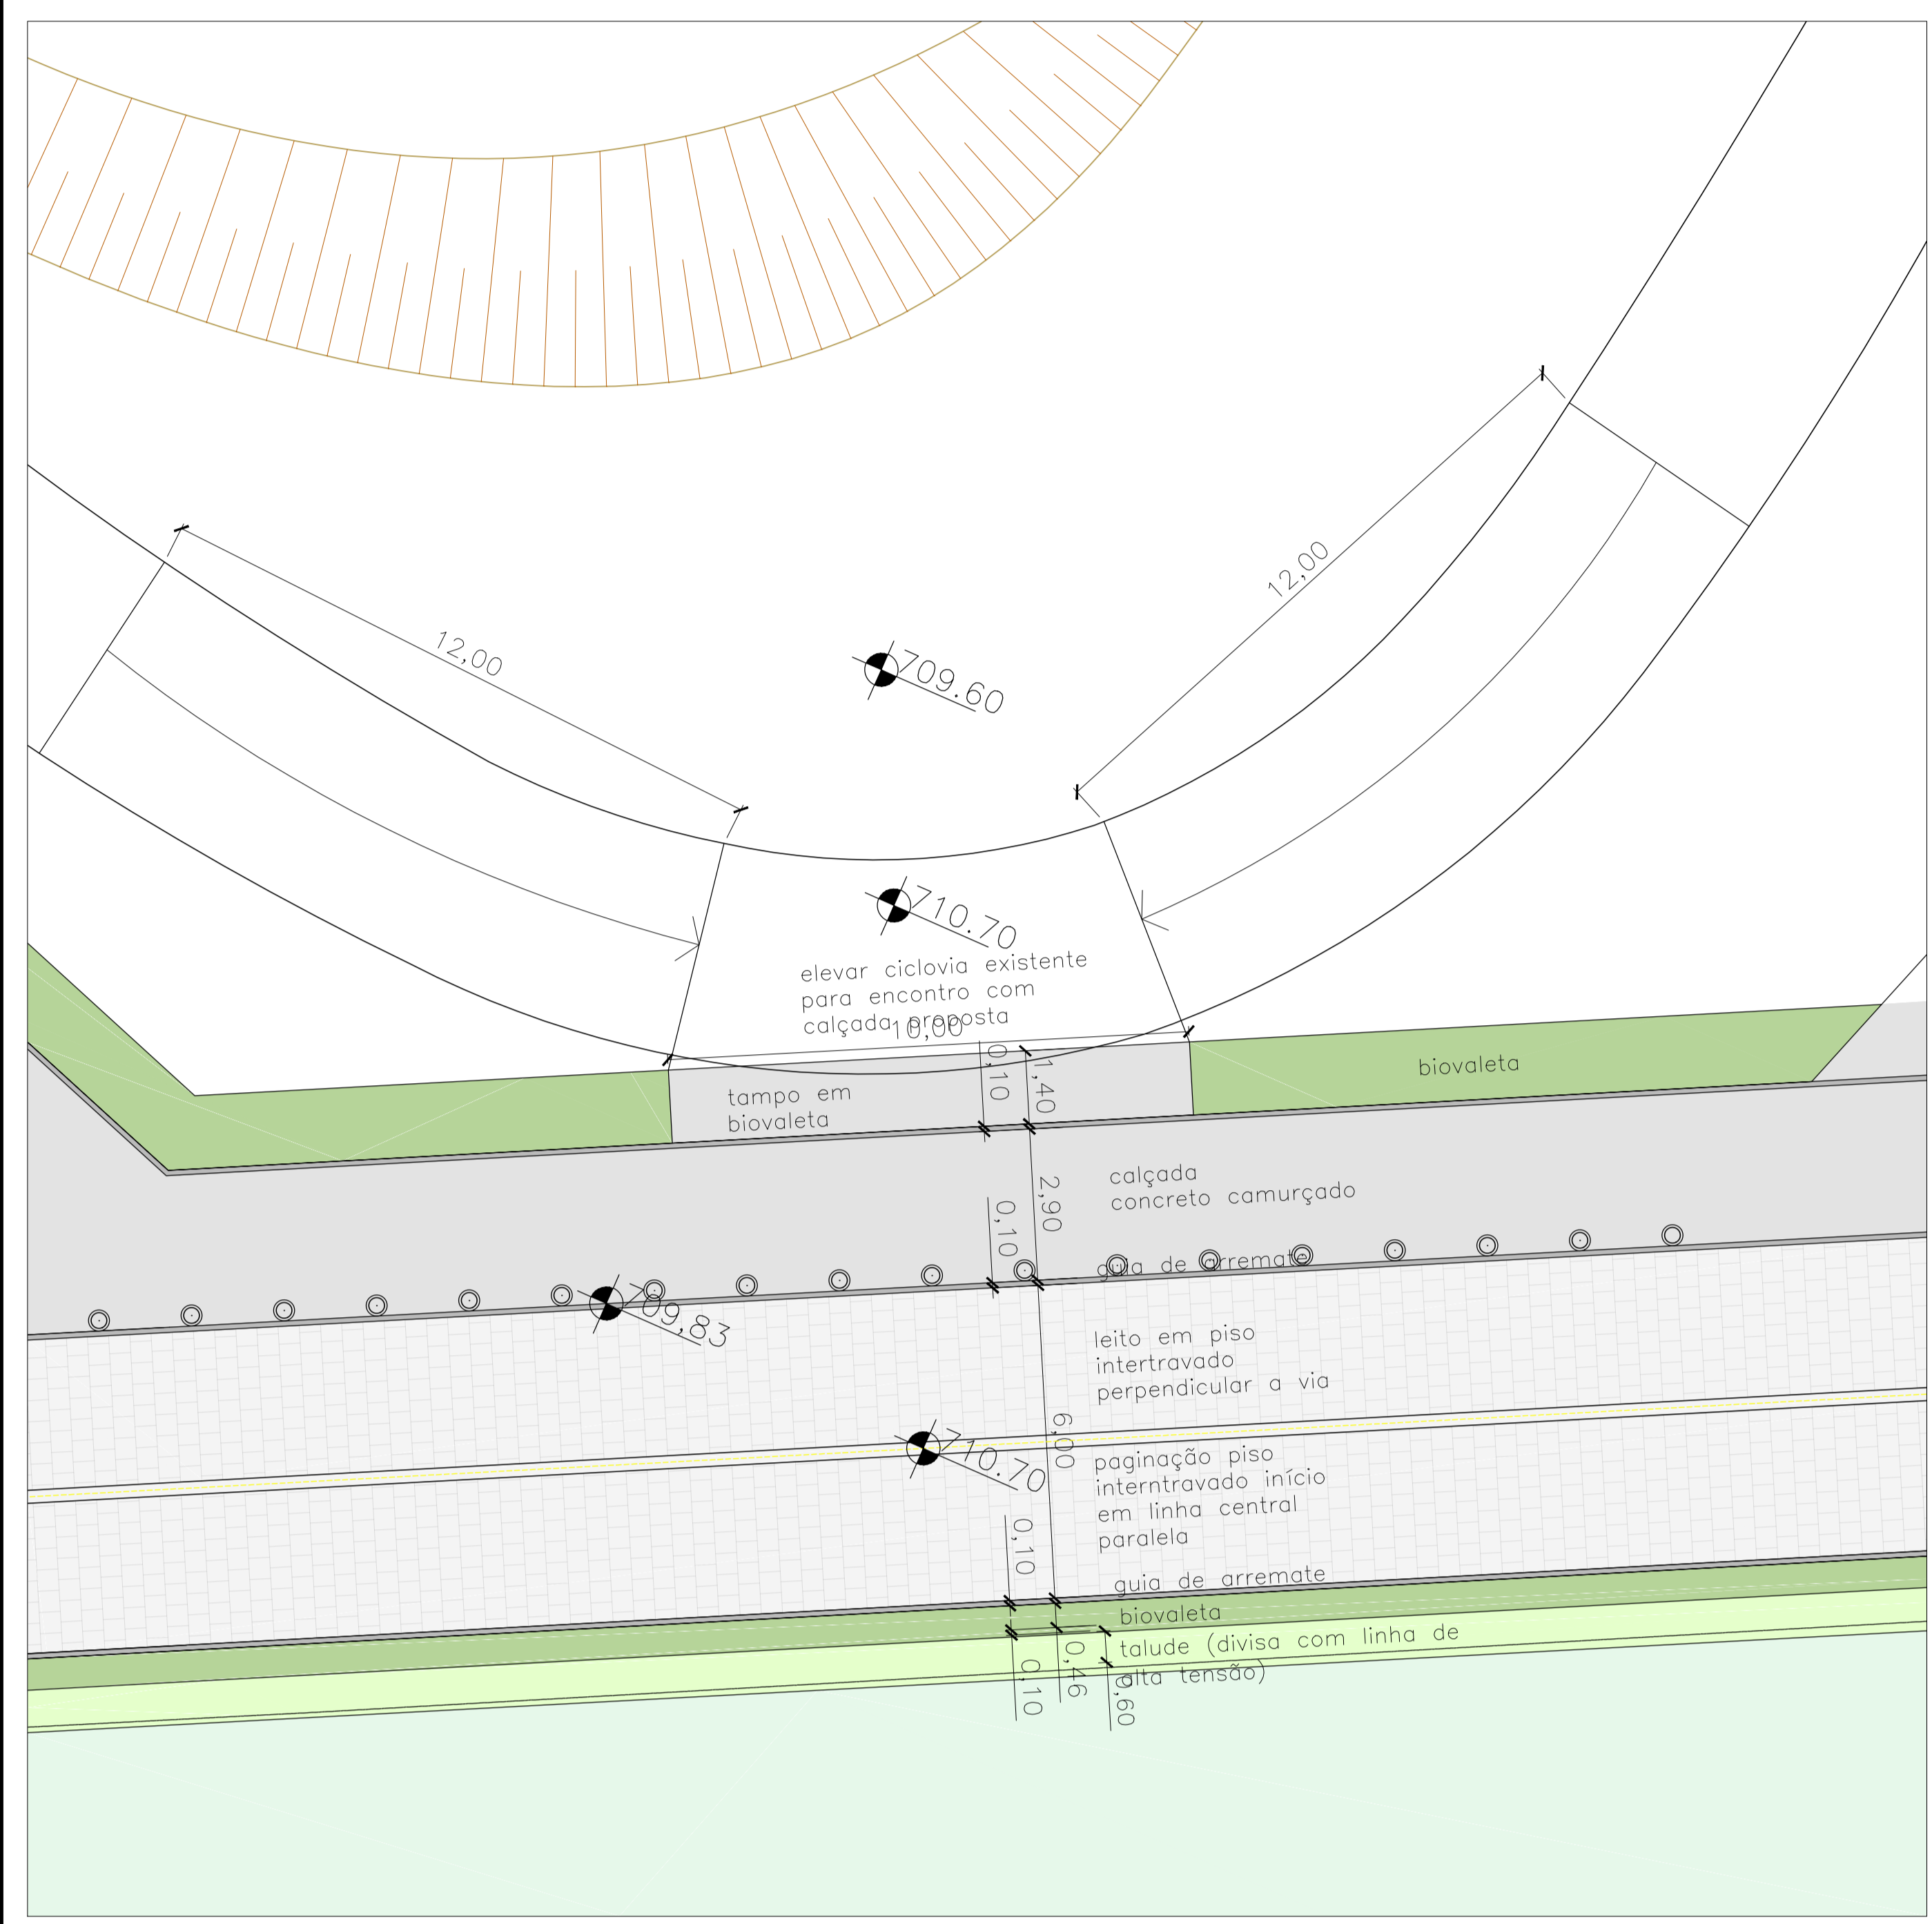 12,00
12,00
709.60
710.70
elevar ciclovia existente
para encontro com
calçada proposta
10,00
0,10
1,40
biovaleta
tampo em
biovaleta
calçada
concreto camurçado
2,90
0,10
guia de arremate
709,83
leito em piso
intertravado
perpendicular a via
6,00
710.70
paginação piso
interntravado início
em linha central
paralela
0,10
guia de arremate
biovaleta
talude (divisa com linha de
alta tensão)
0,46
0,10
0,60